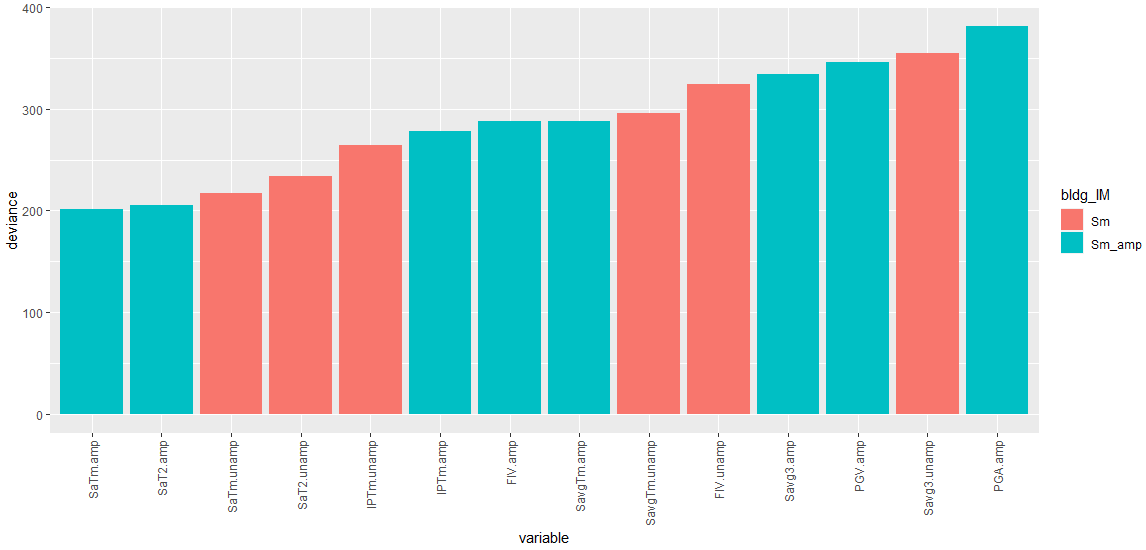 400
300
200
100
0
deviance
SaTm.amp
SaT2.amp
SaTm.unamp
SaT2.unamp
IPTm.unamp
IPTm.amp
FIV.amp
SavgTm.amp
SavgTm.unamp
FIV.unamp
Savg3.amp
PGV.amp
Savg3.unamp
PGA.amp
variable
bldg_IM
Sm
Sm_amp